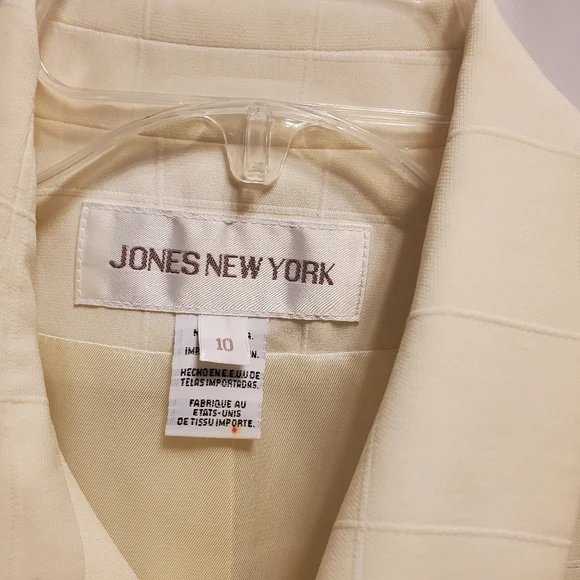 JONES NEW YORK
10
HECHO EN E.E.U.U DE
TELAS IMPORTADAS.
FABRIQUE AU
ETATS-UNIS
DE TISSU IMPORTE.